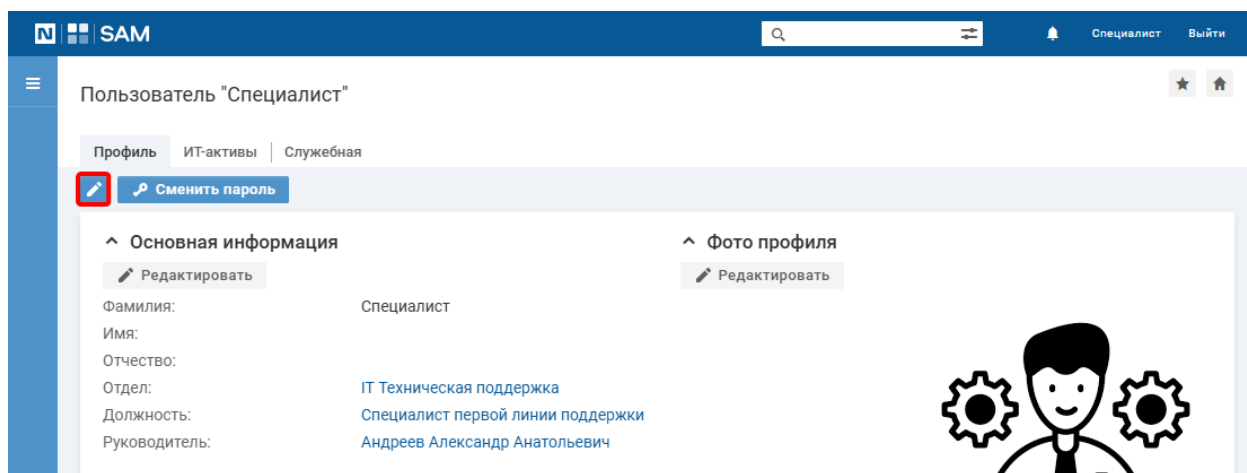 N SAM Специалист Выйти
Пользователь "Специалист"
Профиль ИТ-активы Служебная
Сменить пароль
Основная информация
Редактировать
Фамилия: Специалист
Имя:
Отчество:
Отдел: IT Техническая поддержка
Должность: Специалист первой линии поддержки
Руководитель: Андреев Александр Анатольевич
Фото профиля
Редактировать